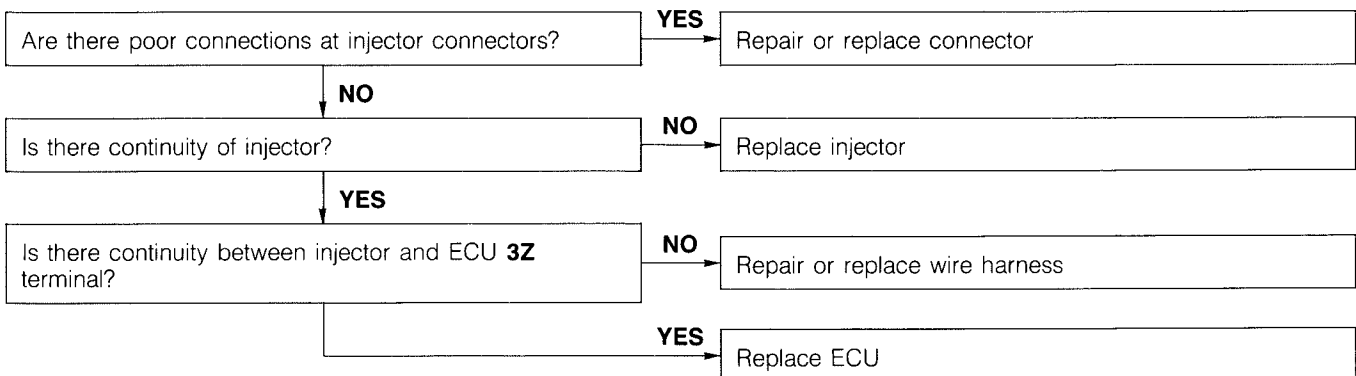 YES
Are there poor connections at injector connectors?
Repair or replace connector
NO
Is there continuity of injector?
NO
Replace injector
YES
Is there continuity between injector and ECU 3Z
terminal?
NO
Repair or replace wire harness
YES
Replace ECU